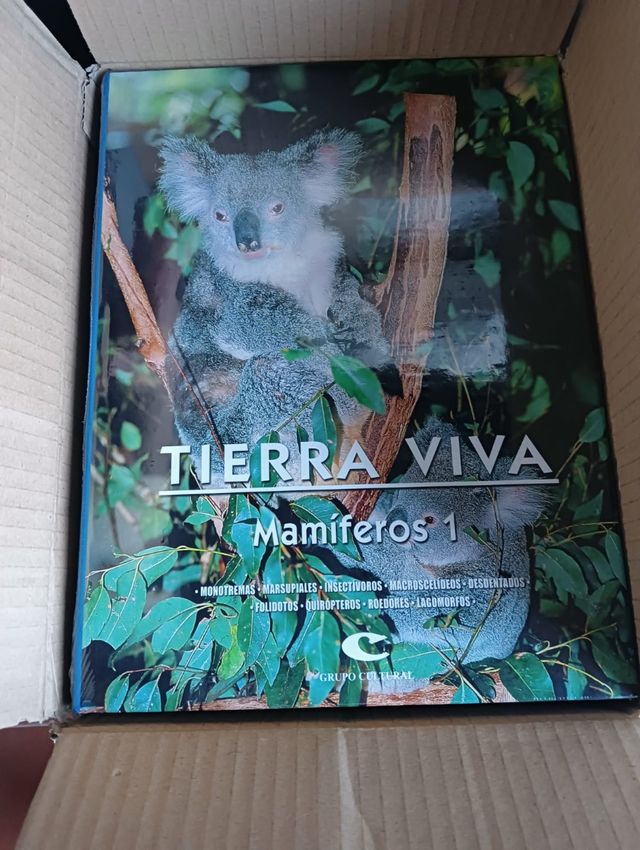 TIERRA VIVA
Mamíferos 1
• MONOTREMAS • MARSUPIALES • INSECTÍVOROS • MACROSCELÍDEOS • DESDENTADOS •
• FOLIDOTOS • QUIRÓPTEROS • ROEDORES • LAGOMORFOS •
GRUPO CULTURAL